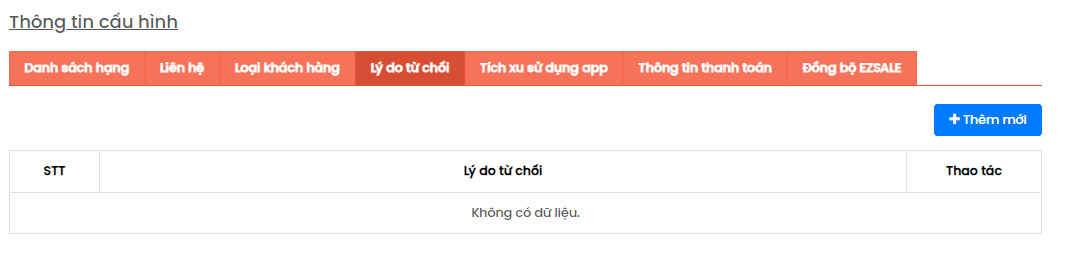 Thông tin cấu hình
Danh sách hạng Liên hệ Loại khách hàng Lý do từ chối Tích xu sử dụng app Thông tin thanh toán Đồng bộ EZSALE
Thêm mới
STT Lý do từ chối Thao tác
Không có dữ liệu.